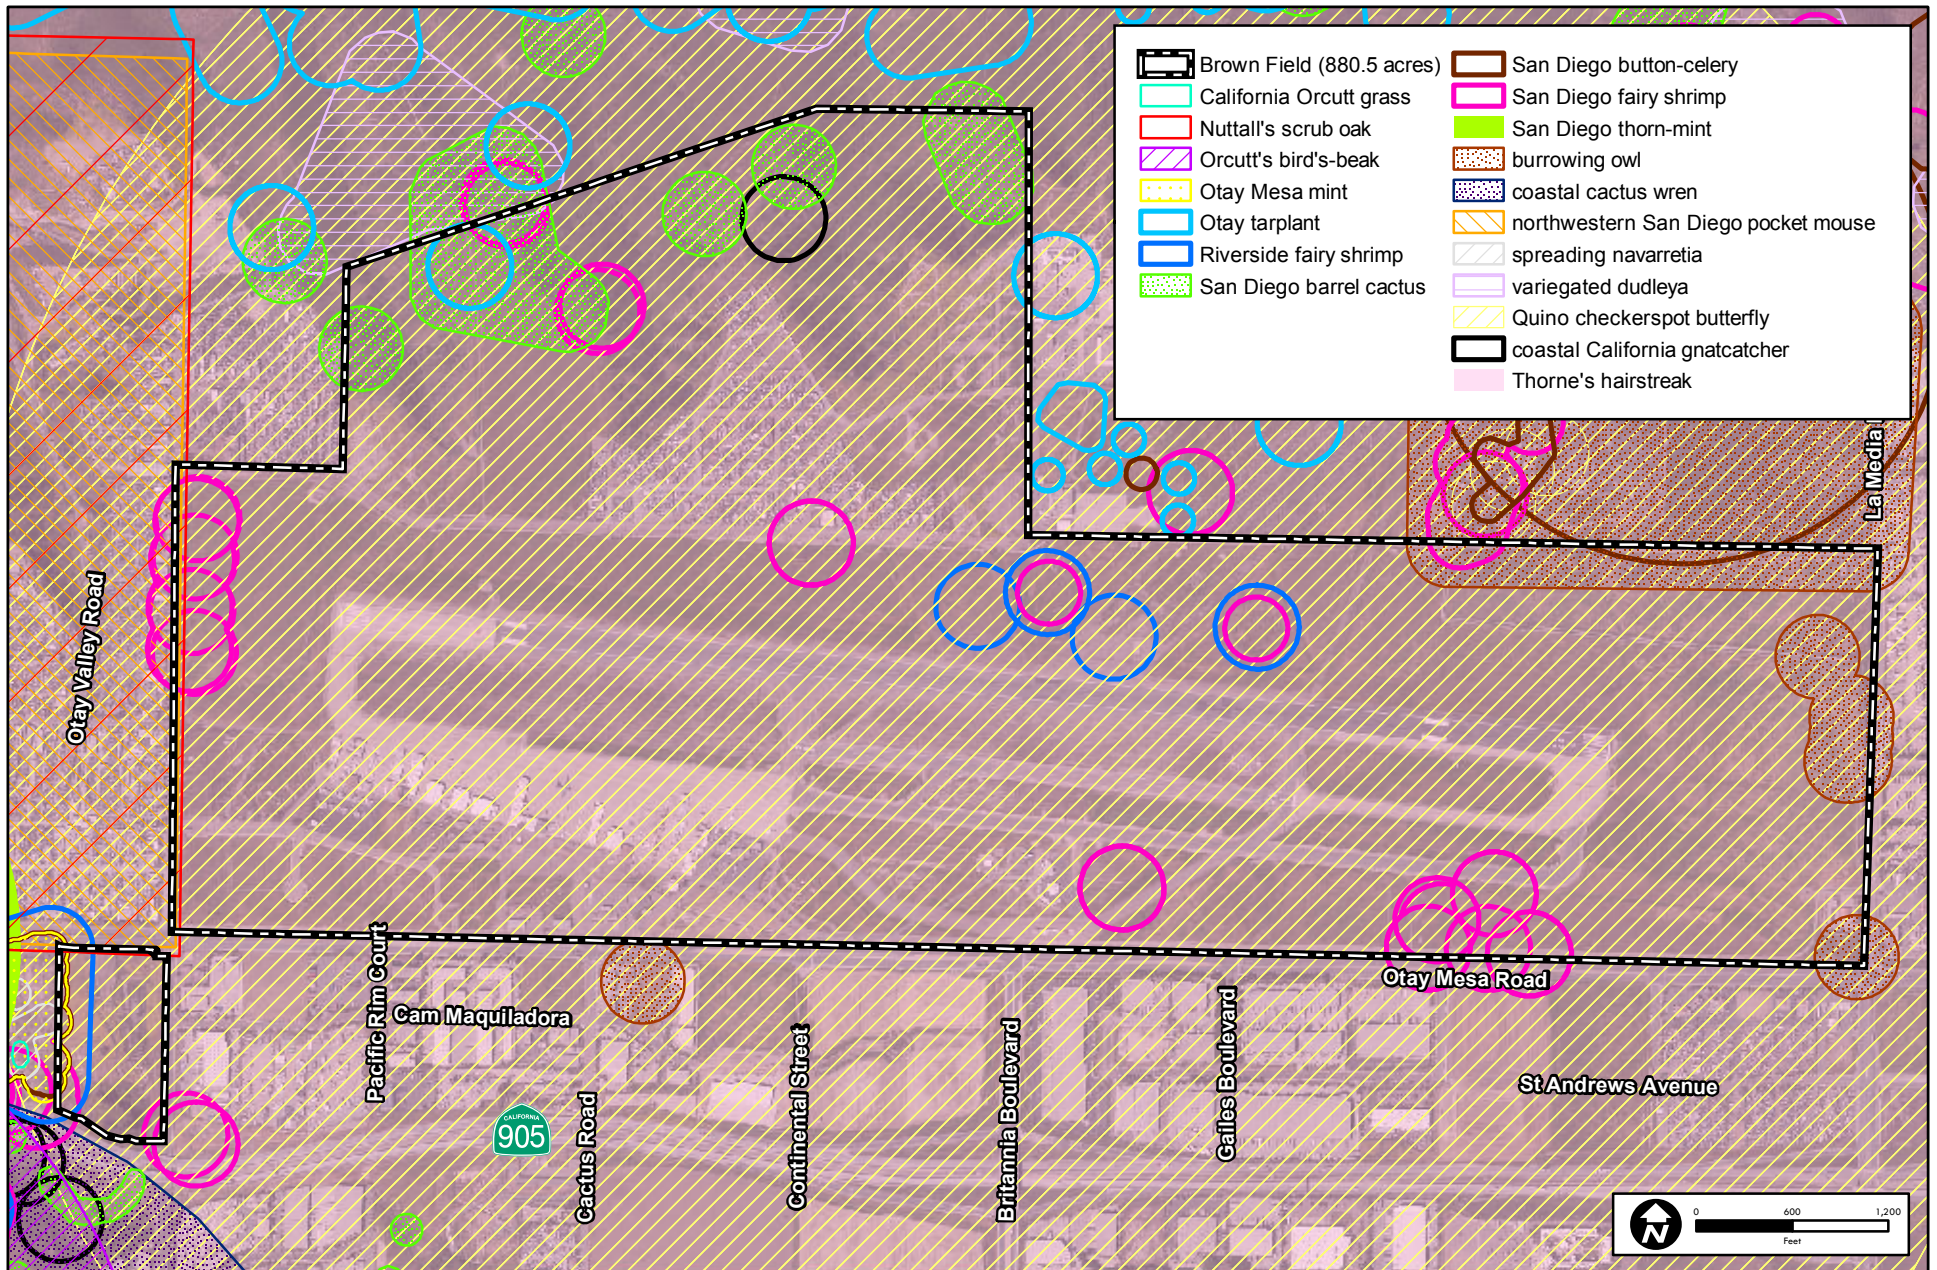 Brown Field (880.5 acres)
California Orcutt grass
Nuttall's scrub oak
Orcutt's bird's-beak
Otay Mesa mint
Otay tarplant
Riverside fairy shrimp
San Diego barrel cactus
San Diego button-celery
San Diego fairy shrimp
San Diego thorn-mint
burrowing owl
coastal cactus wren
northwestern San Diego pocket mouse
spreading navarretia
variegated dudleya
Quino checkerspot butterfly
coastal California gnatcatcher
Thorne's hairstreak
La Media
Otay Valley Road
Pacific Rim Court
Cam Maquiladora
CALIFORNIA
905
Cactus Road
Continental Street
Britannia Boulevard
Gailes Boulevard
Otay Mesa Road
St Andrews Avenue
N
0 600 1,200
Feet